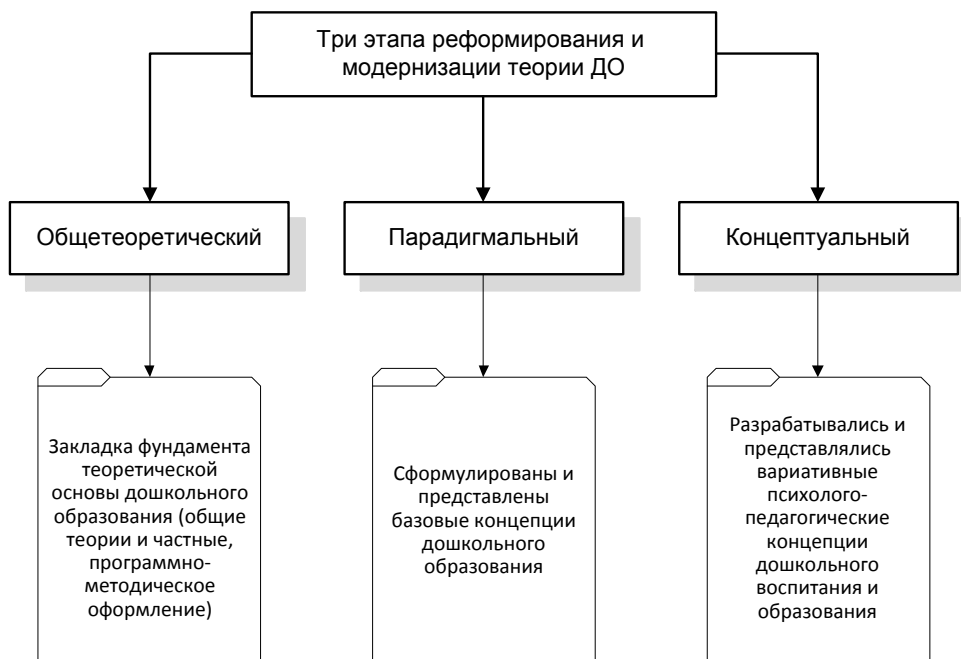 Три этапа реформирования и
модернизации теории ДО
Общетеоретический
Парадигмальный
Концептуальный
Закладка фундамента
теоретической
основы дошкольного
образования (общие
теории и частные,
программно-
методическое
оформление)
Сформулированы и
представлены
базовые концепции
дошкольного
образования
Разрабатывались и
представлялись
вариативные
психолого-
педагогические
концепции
дошкольного
воспитания и
образования